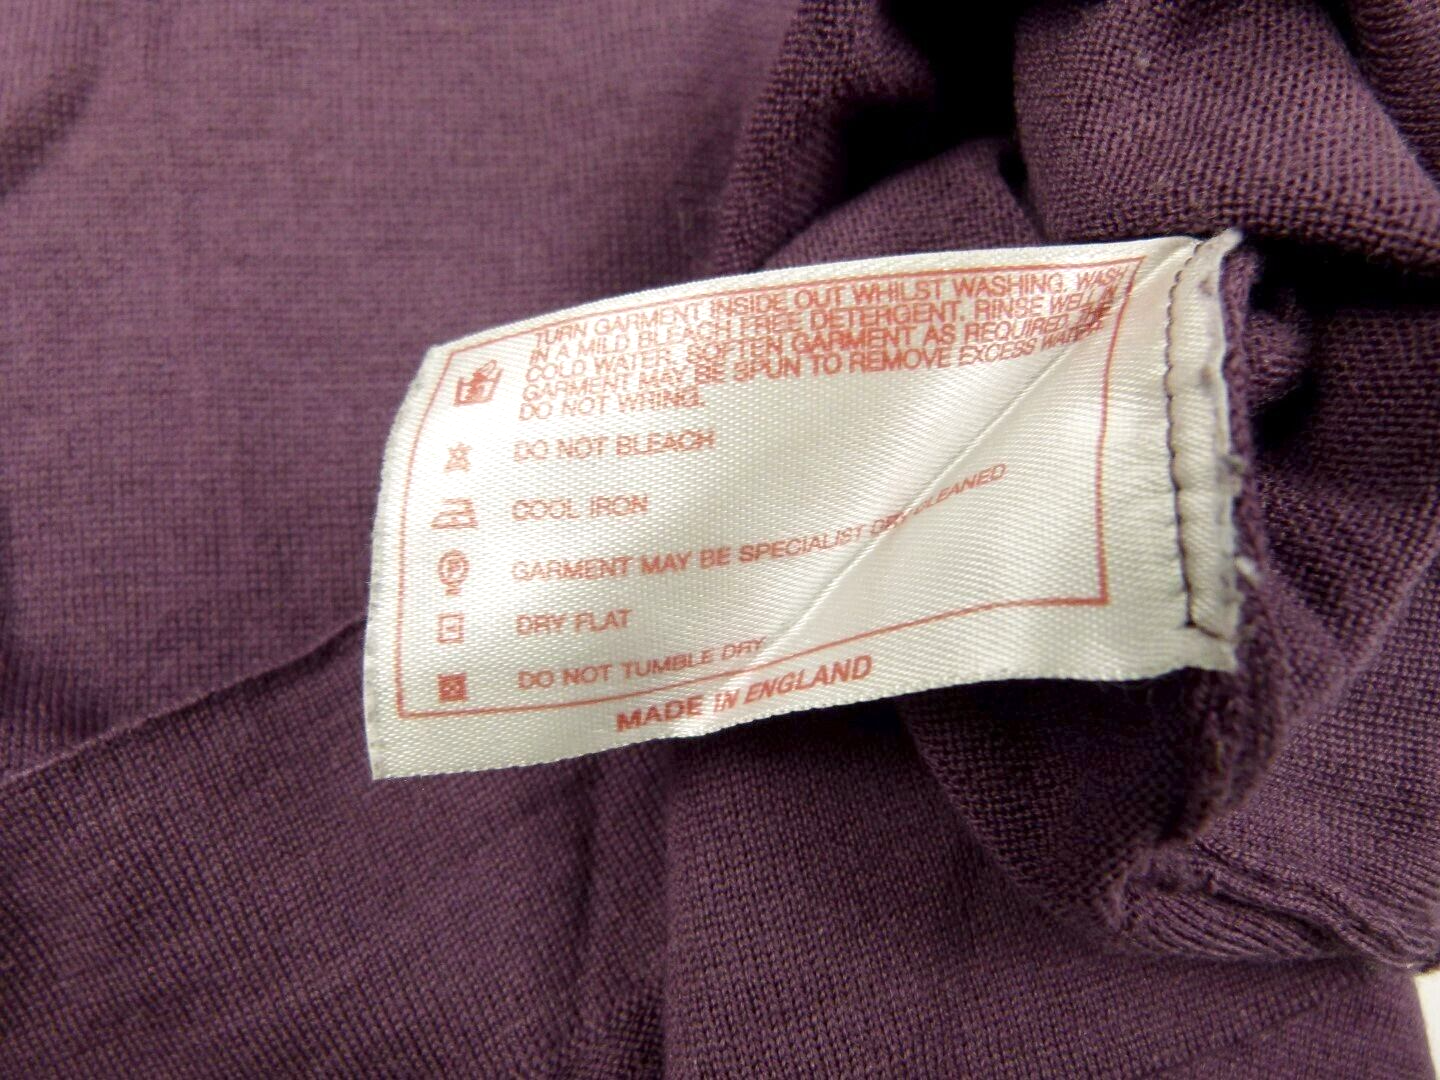 TURN GARMENT INSIDE OUT WHILST WASHING. WASH
IN A MILD BLEACH FREE DETERGENT. RINSE WELL IN
COLD WATER. SOFTEN GARMENT AS REQUIRED. THE
GARMENT MAY BE SPUN TO REMOVE EXCESS WATER.
DO NOT WRING.
DO NOT BLEACH
COOL IRON
P
GARMENT MAY BE SPECIALIST DRY CLEANED
DRY FLAT
DO NOT TUMBLE DRY
MADE IN ENGLAND